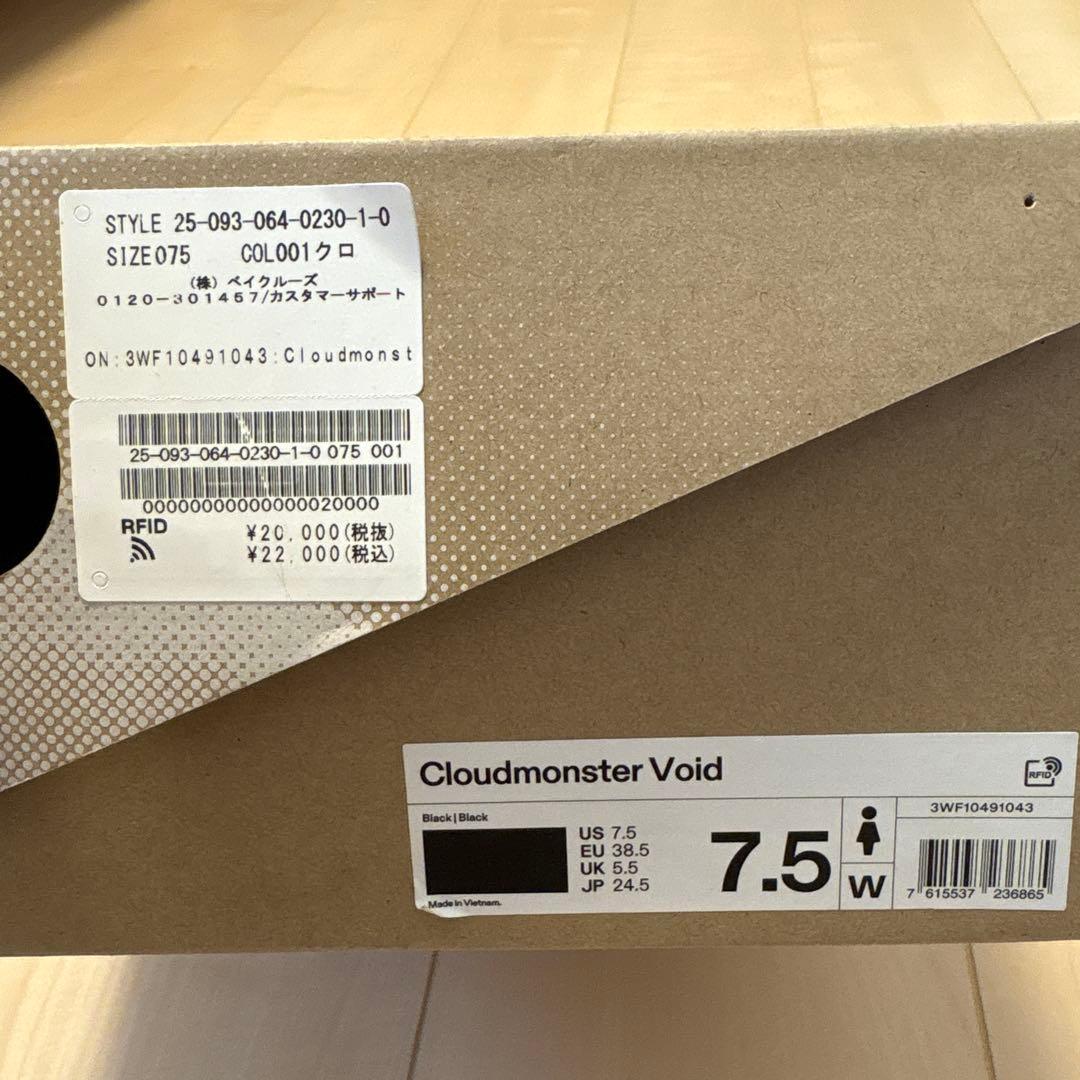 STYLE 25-093-064-0230-1-0
SIZE075 COL001クロ
(株) ベイクルーズ
0120-301457/カスタマーサポート
ON:3WF10491043:Cloudmonst
25-093-064-0230-1-0 075 001
00000000000000020000
RFID
¥20,000(税抜)
¥22,000(税込)
Cloudmonster Void
RFID
Black|Black
US 7.5
EU 38.5
UK 5.5
JP 24.5
7.5
W
3WF10491043
7 615537 236865
Made in Vietnam.